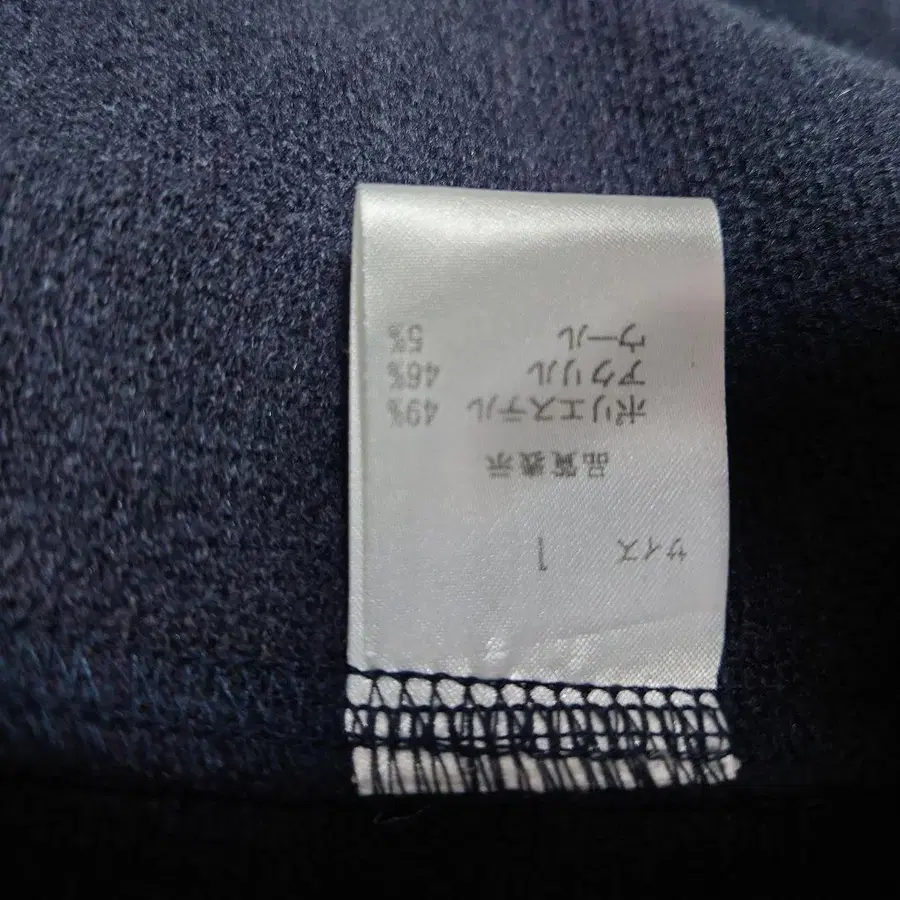 サイズ 1
品質表示
ポリエステル 49%
アクリル 46%
ウール 5%